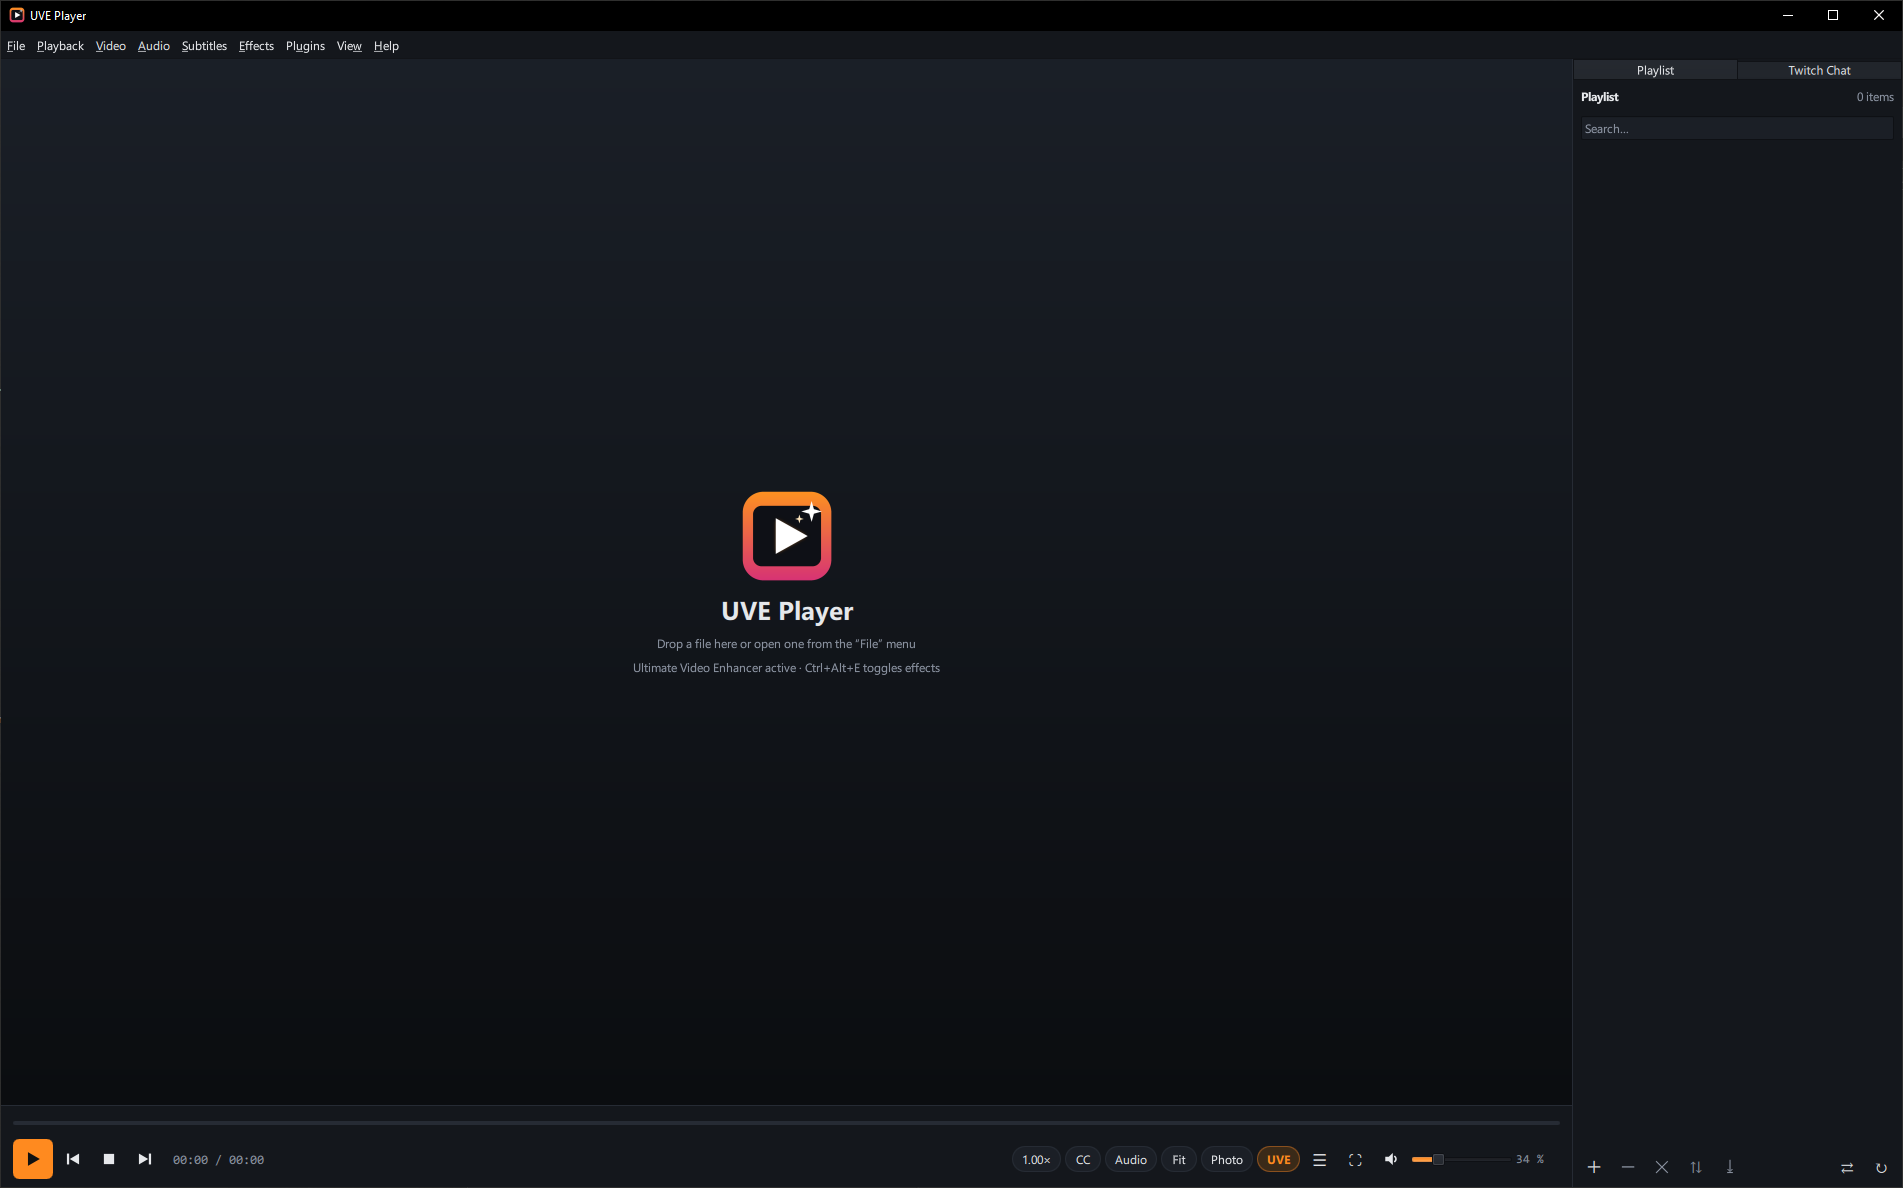 UVE Player
File Playback Video Audio Subtitles Effects Plugins View Help
Playlist Twitch Chat
Playlist 0 items
Search...
UVE Player
Drop a file here or open one from the "File" menu
Ultimate Video Enhancer active · Ctrl+Alt+E toggles effects
00:00 / 00:00 1.00× CC Audio Fit Photo UVE 34 %